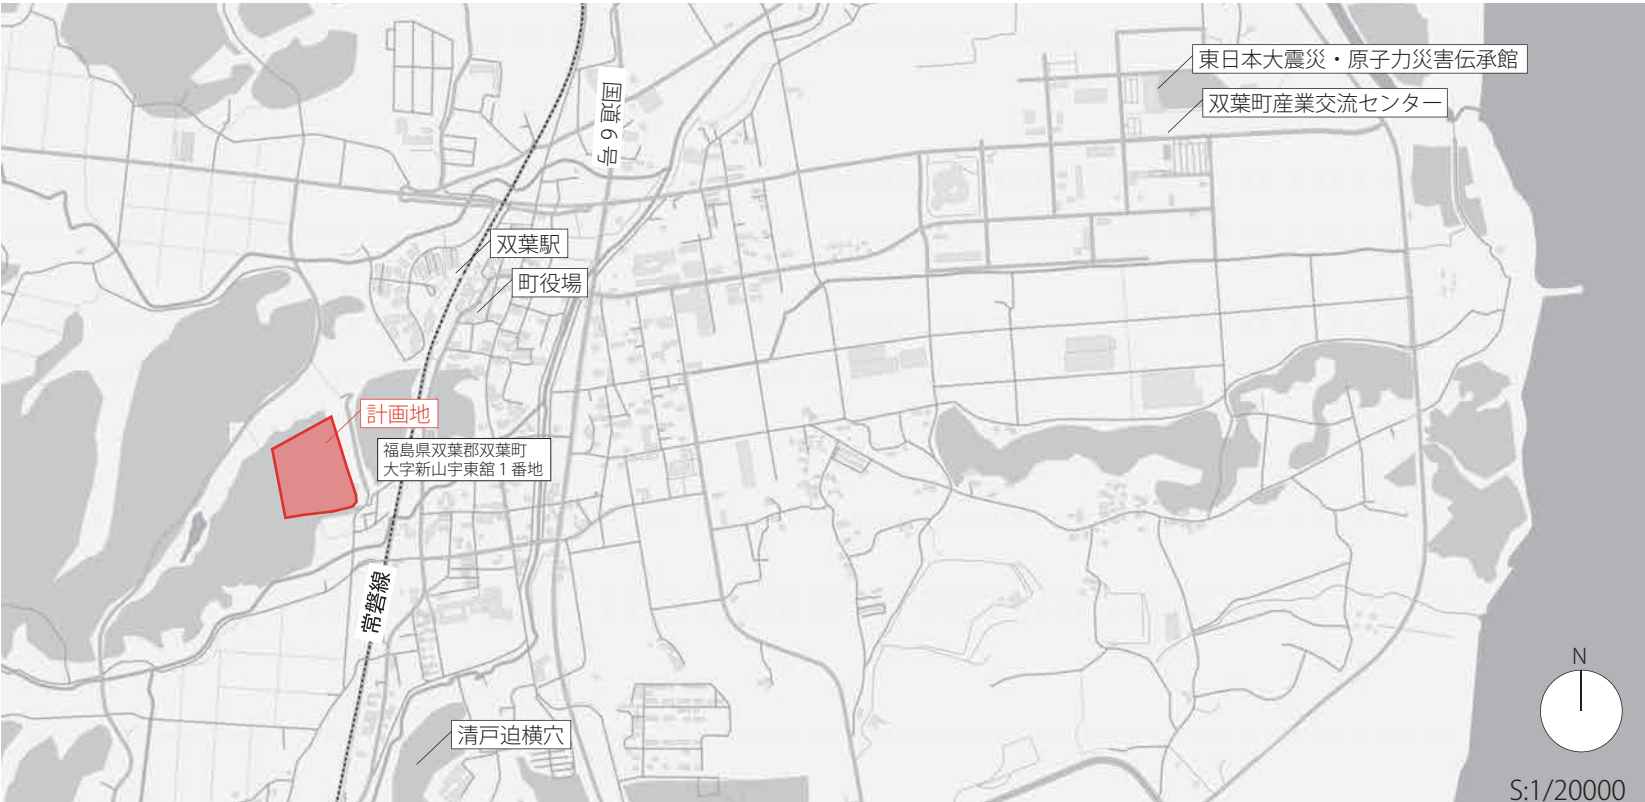 東日本大震災・原子力災害伝承館
双葉町産業交流センター
国道6号
双葉駅
町役場
計画地
福島県双葉郡双葉町
大字新山宇東舘1番地
常磐線
清戸迫横穴
N
S:1/20000